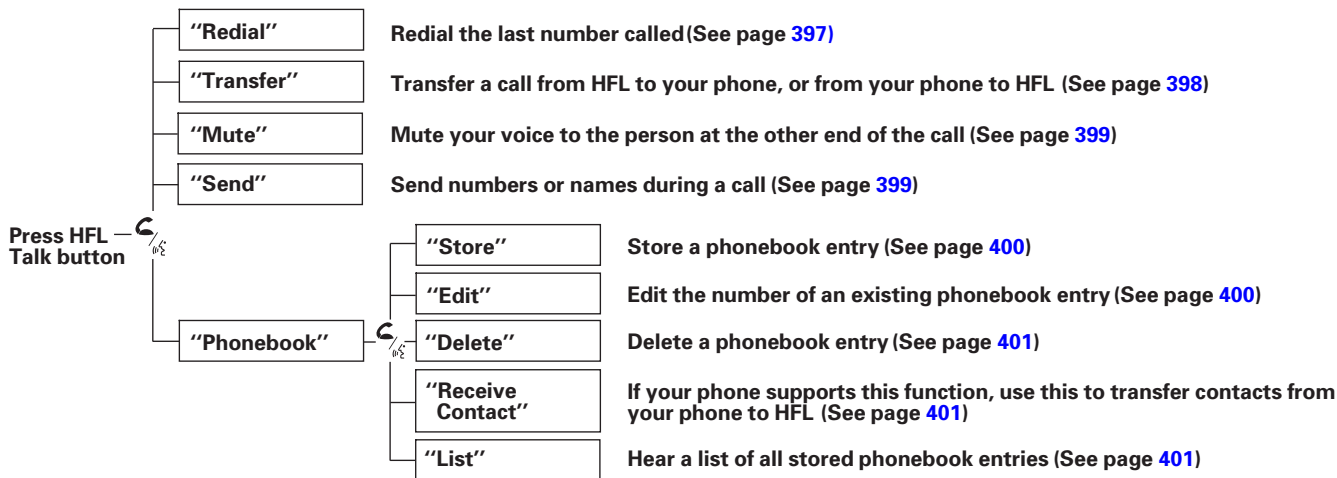 "Redial" Redial the last number called (See page 397)
"Transfer" Transfer a call from HFL to your phone, or from your phone to HFL (See page 398)
"Mute" Mute your voice to the person at the other end of the call (See page 399)
"Send" Send numbers or names during a call (See page 399)
Press HFL
Talk button
"Phonebook"
"Store" Store a phonebook entry (See page 400)
"Edit" Edit the number of an existing phonebook entry (See page 400)
"Delete" Delete a phonebook entry (See page 401)
"Receive
Contact"
If your phone supports this function, use this to transfer contacts from
your phone to HFL (See page 401)
"List" Hear a list of all stored phonebook entries (See page 401)